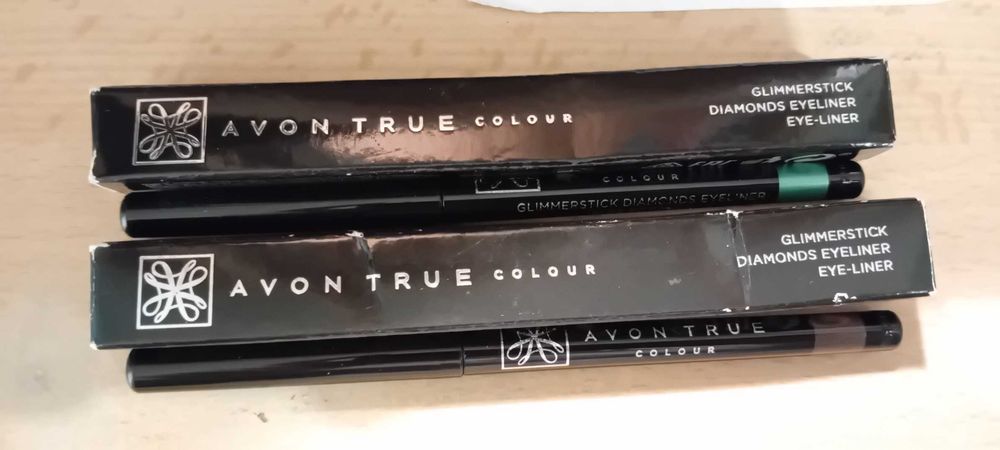 AVON TRUE COLOUR
GLIMMERSTICK
DIAMONDS EYELINER
EYE-LINER
COLOUR
GLIMMERSTICK DIAMONDS EYELINER
AVON TRUE COLOUR
GLIMMERSTICK
DIAMONDS EYELINER
EYE-LINER
AVON TRUE
COLOUR